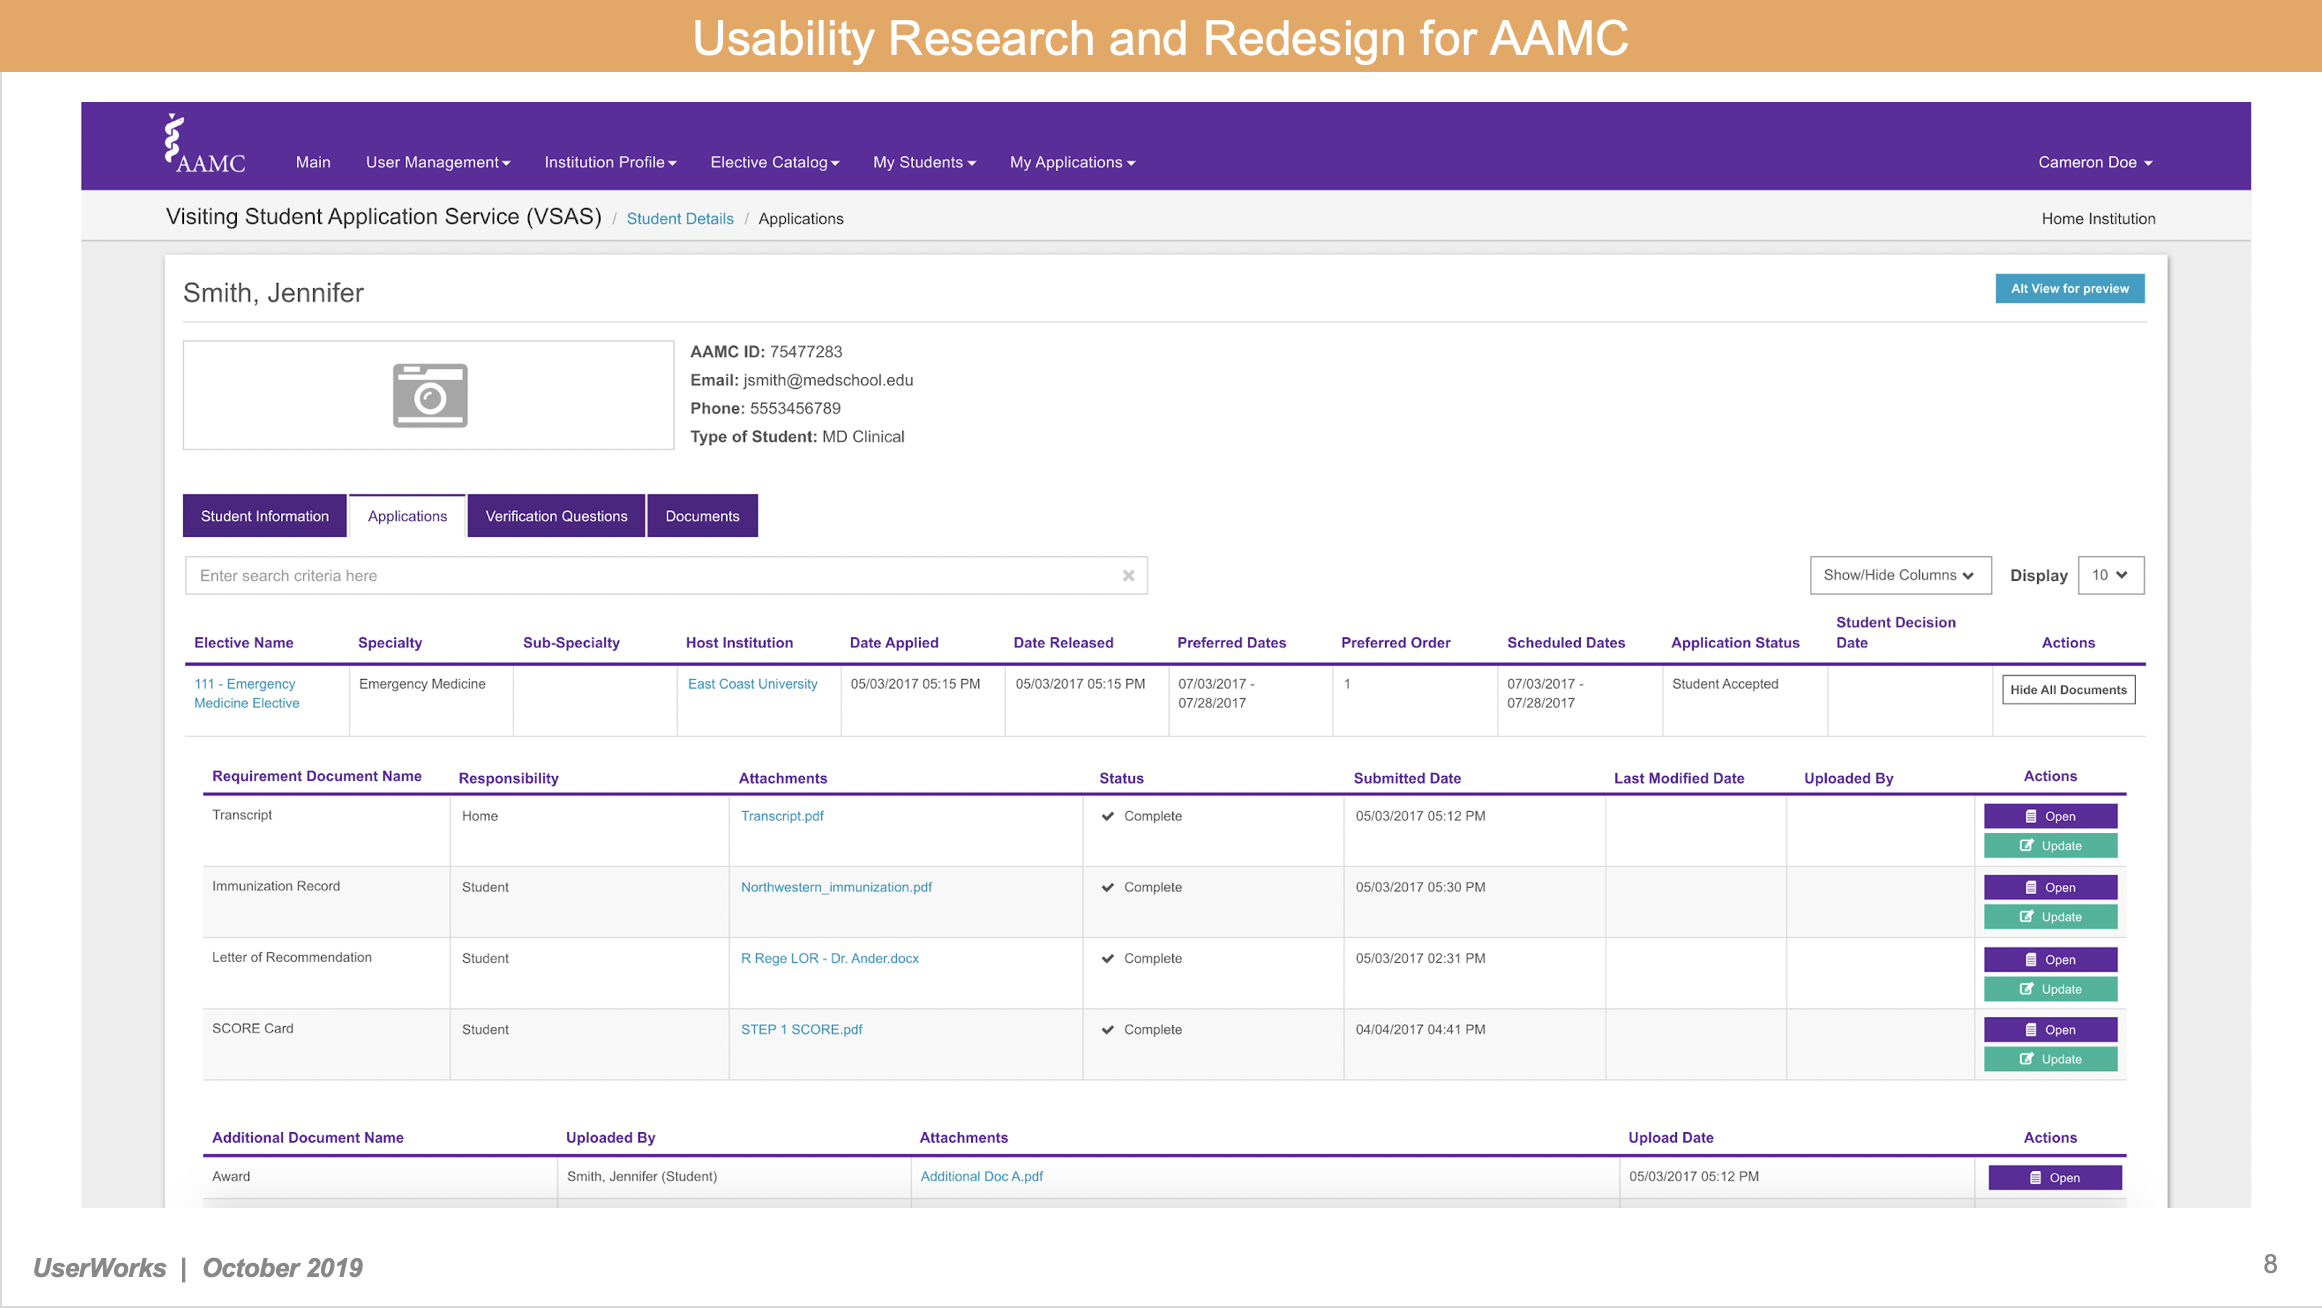 Usability Research and Redesign for AAMC
AAMC
Main User Management Institution Profile Elective Catalog My Students My Applications Cameron Doe
Visiting Student Application Service (VSAS) / Student Details / Applications Home Institution
Smith, Jennifer
Alt View for preview
AAMC ID: 75477283
Email: jsmith@medschool.edu
Phone: 5553456789
Type of Student: MD Clinical
Student Information Applications Verification Questions Documents
Enter search criteria here
Show/Hide Columns Display 10
Elective Name Specialty Sub-Specialty Host Institution Date Applied Date Released Preferred Dates Preferred Order Scheduled Dates Application Status Student Decision Date Actions
111 - Emergency Medicine Elective Emergency Medicine East Coast University 05/03/2017 05:15 PM 05/03/2017 05:15 PM 07/03/2017 - 07/28/2017 1 07/03/2017 - 07/28/2017 Student Accepted Hide All Documents
Requirement Document Name Responsibility Attachments Status Submitted Date Last Modified Date Uploaded By Actions
Transcript Home Transcript.pdf Complete 05/03/2017 05:12 PM Open
Update
Immunization Record Student Northwestern_immunization.pdf Complete 05/03/2017 05:30 PM Open
Update
Letter of Recommendation Student R Rege LOR - Dr. Ander.docx Complete 05/03/2017 02:31 PM Open
Update
SCORE Card Student STEP 1 SCORE.pdf Complete 04/04/2017 04:41 PM Open
Update
Additional Document Name Uploaded By Attachments Upload Date Actions
Award Smith, Jennifer (Student) Additional Doc A.pdf 05/03/2017 05:12 PM Open
UserWorks | October 2019 8